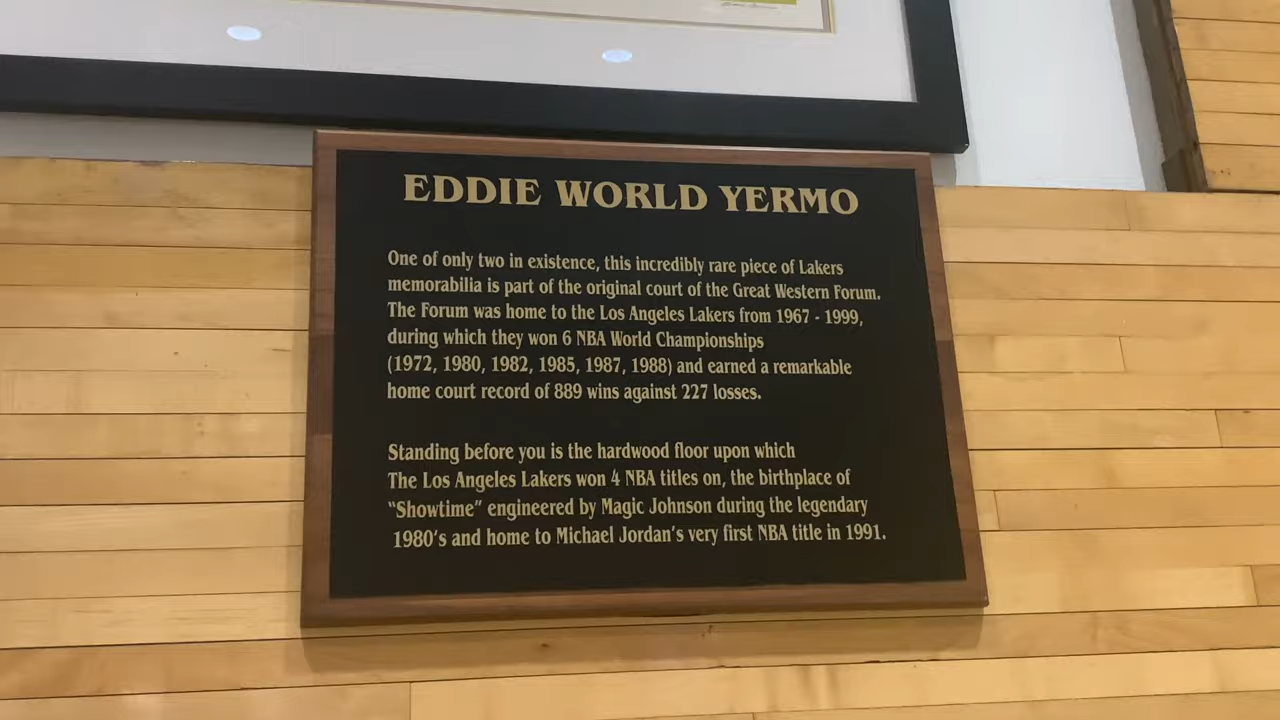 EDDIE WORLD YERMO
One of only two in existence, this incredibly rare piece of Lakers
memorabilia is part of the original court of the Great Western Forum.
The Forum was home to the Los Angeles Lakers from 1967 - 1999,
during which they won 6 NBA World Championships
(1972, 1980, 1982, 1985, 1987, 1988) and earned a remarkable
home court record of 889 wins against 227 losses.
Standing before you is the hardwood floor upon which
The Los Angeles Lakers won 4 NBA titles on, the birthplace of
“Showtime” engineered by Magic Johnson during the legendary
1980’s and home to Michael Jordan’s very first NBA title in 1991.